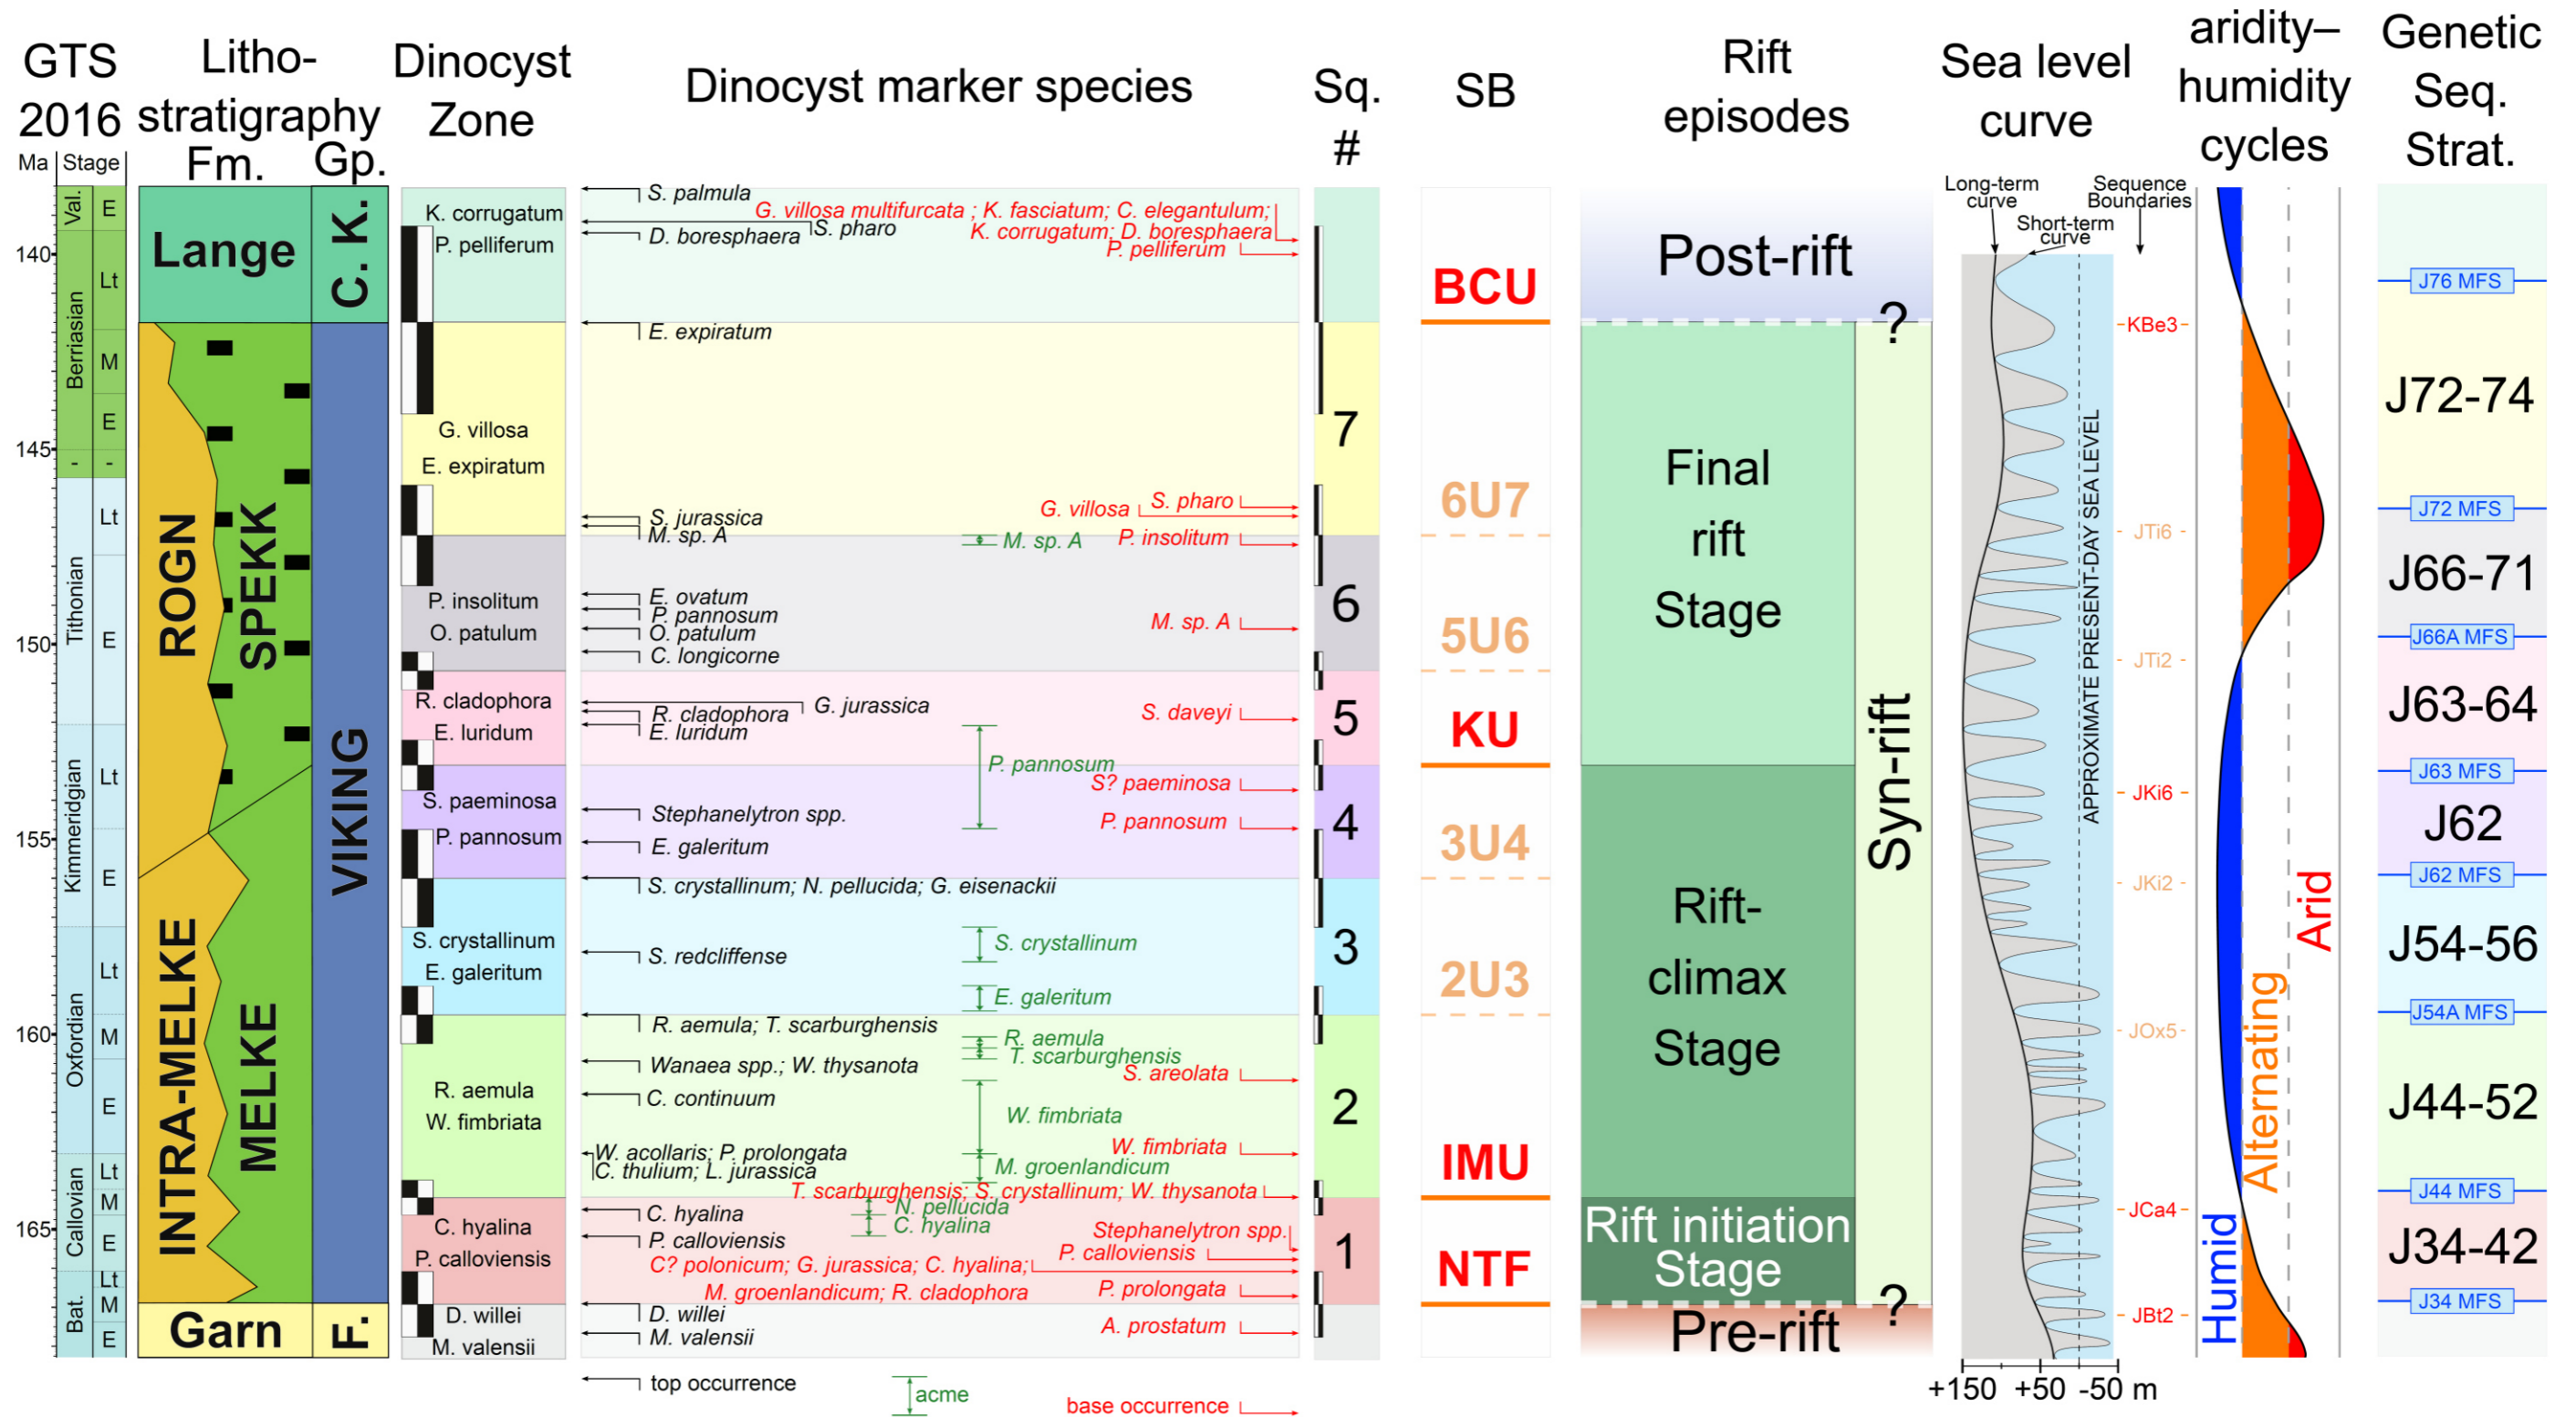 GTS
2016
Ma
Stage
Litho-
stratigraphy
Fm.
Gp.
Dinocyst
Zone
Dinocyst marker species
Sq.
#
SB
Rift
episodes
Sea level
curve
aridity–
humidity
cycles
Genetic
Seq.
Strat.
140
145
150
155
160
165
Val.
Berriasian
-
Tithonian
Kimmeridgian
Oxfordian
Callovian
Bat.
E
Lt
M
E
-
Lt
E
Lt
E
Lt
M
E
Lt
M
E
Lt
M
E
Lange
C. K.
ROGN
SPEKK
VIKING
INTRA-MELKE
MELKE
Garn
F.
K. corrugatum
P. pelliferum
G. villosa
E. expiratum
P. insolitum
O. patulum
R. cladophora
E. luridum
S. paeminosa
P. pannosum
S. crystallinum
E. galeritum
R. aemula
W. fimbriata
C. hyalina
P. calloviensis
D. willei
M. valensii
S. palmula
S. pharo
D. boresphaera
E. expiratum
S. jurassica
M. sp. A
E. ovatum
P. pannosum
O. patulum
C. longicorne
G. jurassica
R. cladophora
E. luridum
Stephanelytron spp.
E. galeritum
S. crystallinum; N. pellucida; G. eisenackii
S. redcliffense
R. aemula; T. scarburghensis
Wanaea spp.; W. thysanota
C. continuum
W. acollaris; P. prolongata
C. thulium; L. jurassica
C. hyalina
P. calloviensis
D. willei
M. valensii
top occurrence
M. sp. A
P. pannosum
S. crystallinum
E. galeritum
R. aemula
T. scarburghensis
W. fimbriata
M. groenlandicum
N. pellucida
C. hyalina
acme
G. villosa multifurcata ; K. fasciatum; C. elegantulum;
K. corrugatum; D. boresphaera
P. pelliferum
S. pharo
G. villosa
P. insolitum
M. sp. A
S. daveyi
S? paeminosa
P. pannosum
S. areolata
W. fimbriata
T. scarburghensis; S. crystallinum; W. thysanota
Stephanelytron spp.
P. calloviensis
C? polonicum; G. jurassica; C. hyalina;
M. groenlandicum; R. cladophora
P. prolongata
A. prostatum
base occurrence
7
6
5
4
3
2
1
BCU
6U7
5U6
KU
3U4
2U3
IMU
NTF
Post-rift
?
Final
rift
Stage
Syn-rift
Rift-
climax
Stage
Rift initiation
Stage
?
Pre-rift
Long-term
curve
Short-term
curve
Sequence
Boundaries
APPROXIMATE PRESENT-DAY SEA LEVEL
+150 +50 -50 m
KBe3
JTi6
JTi2
JKi6
JKi2
JOx5
JCa4
JBt2
Humid
Alternating
Arid
J76 MFS
J72-74
J72 MFS
J66-71
J66A MFS
J63-64
J63 MFS
J62
J62 MFS
J54-56
J54A MFS
J44-52
J44 MFS
J34-42
J34 MFS